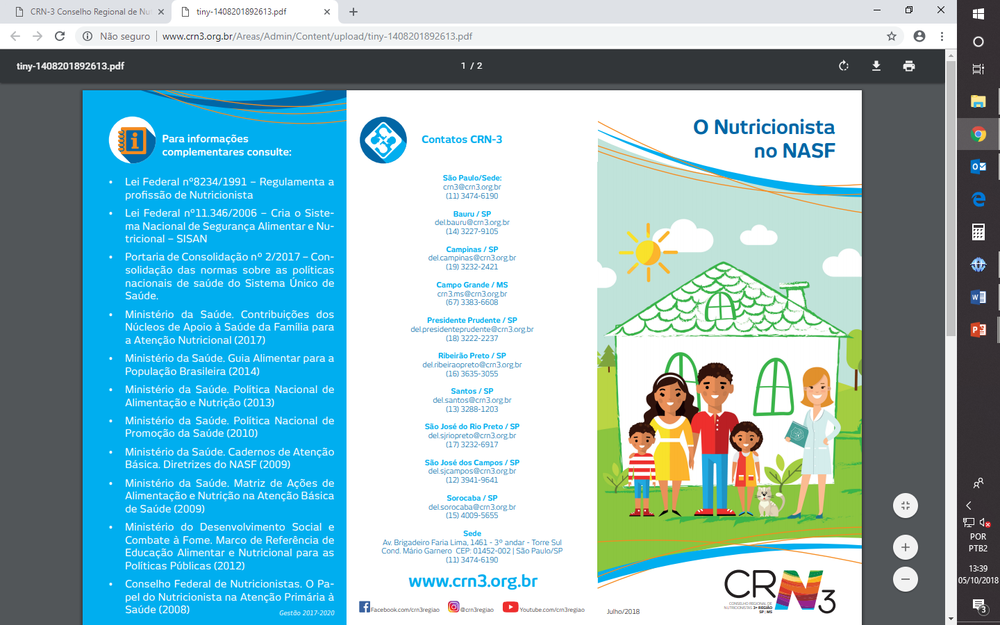 CRN-3 Conselho Regional de Nut
tiny-1408201892613.pdf
Não seguro
www.crn3.org.br/Areas/Admin/Content/upload/tiny-1408201892613.pdf
tiny-1408201892613.pdf
1 / 2
Para informações
complementares consulte:
• Lei Federal nº8234/1991 – Regulamenta a
profissão de Nutricionista
• Lei Federal nº11.346/2006 – Cria o Siste-
ma Nacional de Segurança Alimentar e Nu-
tricional – SISAN
• Portaria de Consolidação nº 2/2017 – Con-
solidação das normas sobre as políticas
nacionais de saúde do Sistema Único de
Saúde.
• Ministério da Saúde. Contribuições dos
Núcleos de Apoio à Saúde da Família para
a Atenção Nutricional (2017)
• Ministério da Saúde. Guia Alimentar para a
População Brasileira (2014)
• Ministério da Saúde. Política Nacional de
Alimentação e Nutrição (2013)
• Ministério da Saúde. Política Nacional de
Promoção da Saúde (2010)
• Ministério da Saúde. Cadernos de Atenção
Básica. Diretrizes do NASF (2009)
• Ministério da Saúde. Matriz de Ações de
Alimentação e Nutrição na Atenção Básica
de Saúde (2009)
• Ministério do Desenvolvimento Social e
Combate à Fome. Marco de Referência de
Educação Alimentar e Nutricional para as
Políticas Públicas (2012)
• Conselho Federal de Nutricionistas. O Pa-
pel do Nutricionista na Atenção Primária à
Saúde (2008)
Gestão 2017-2020
Contatos CRN-3
São Paulo/Sede:
crn3@crn3.org.br
(11) 3474-6190
Bauru / SP
del.bauru@crn3.org.br
(14) 3227-9105
Campinas / SP
del.campinas@crn3.org.br
(19) 3232-2421
Campo Grande / MS
crn3.ms@crn3.org.br
(67) 3383-6608
Presidente Prudente / SP
del.presidenteprudente@crn3.org.br
(18) 3222-2237
Ribeirão Preto / SP
del.ribeiraopreto@crn3.org.br
(16) 3635-3055
Santos / SP
del.santos@crn3.org.br
(13) 3288-1203
São José do Rio Preto / SP
del.sjriopreto@crn3.org.br
(17) 3232-6917
São José dos Campos / SP
del.sjcampos@crn3.org.br
(12) 3941-9641
Sorocaba / SP
del.sorocaba@crn3.org.br
(15) 4009-5655
Sede
Av. Brigadeiro Faria Lima, 1461 - 3º andar - Torre Sul
Cond. Mário Garnero CEP: 01452-002 | São Paulo/SP
(11) 3474-6190
www.crn3.org.br
Facebook.com/crn3regiao
@crn3regiao
Youtube.com/crn3regiao
O Nutricionista
no NASF
Julho/2018
CRN3
CONSELHO REGIONAL DE
NUTRICIONISTAS 3ª REGIÃO
SP | MS
POR
PTB2
13:39
05/10/2018
3